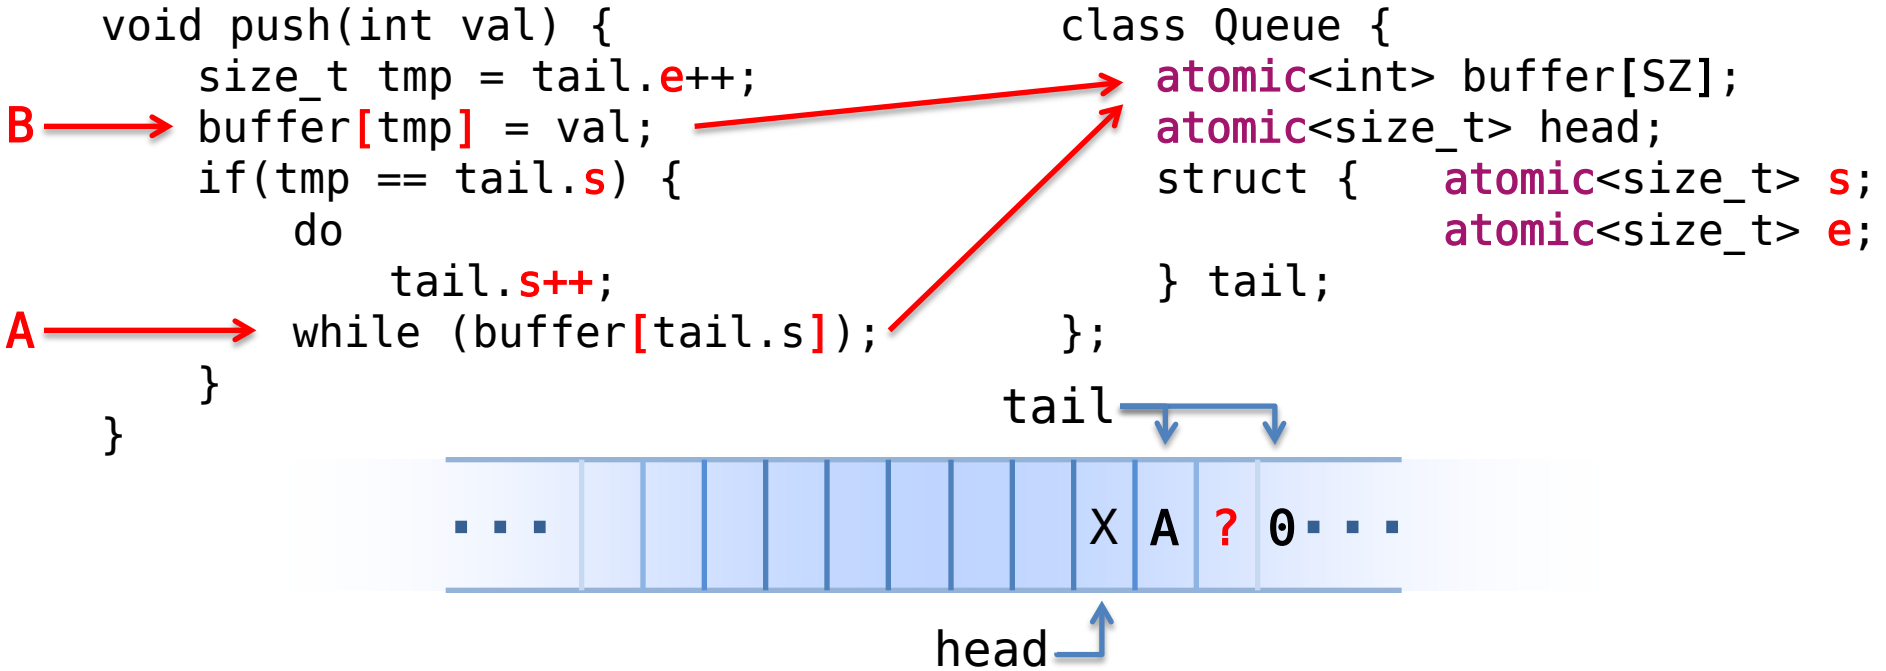 void push(int val) {
size_t tmp = tail.e++;
B
buffer[tmp] = val;
if(tmp == tail.s) {
do
tail.s++;
A
while (buffer[tail.s]);
}
}
class Queue {
atomic<int> buffer[SZ];
atomic<size_t> head;
struct { atomic<size_t> s;
atomic<size_t> e;
} tail;
};
tail
... X A ? 0 ...
head